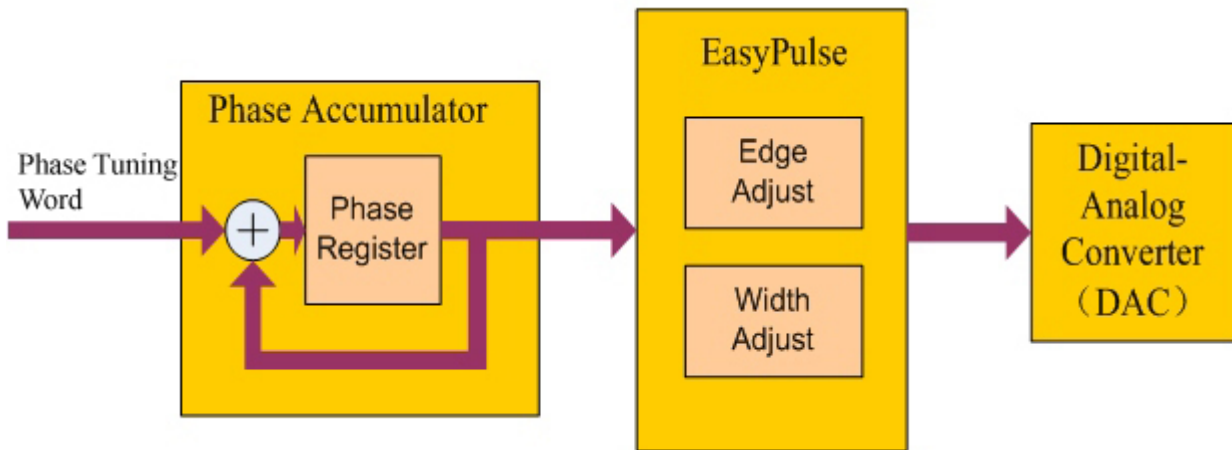 Phase Tuning
Word
Phase Accumulator
+
Phase
Register
EasyPulse
Edge
Adjust
Width
Adjust
Digital-
Analog
Converter
（DAC）